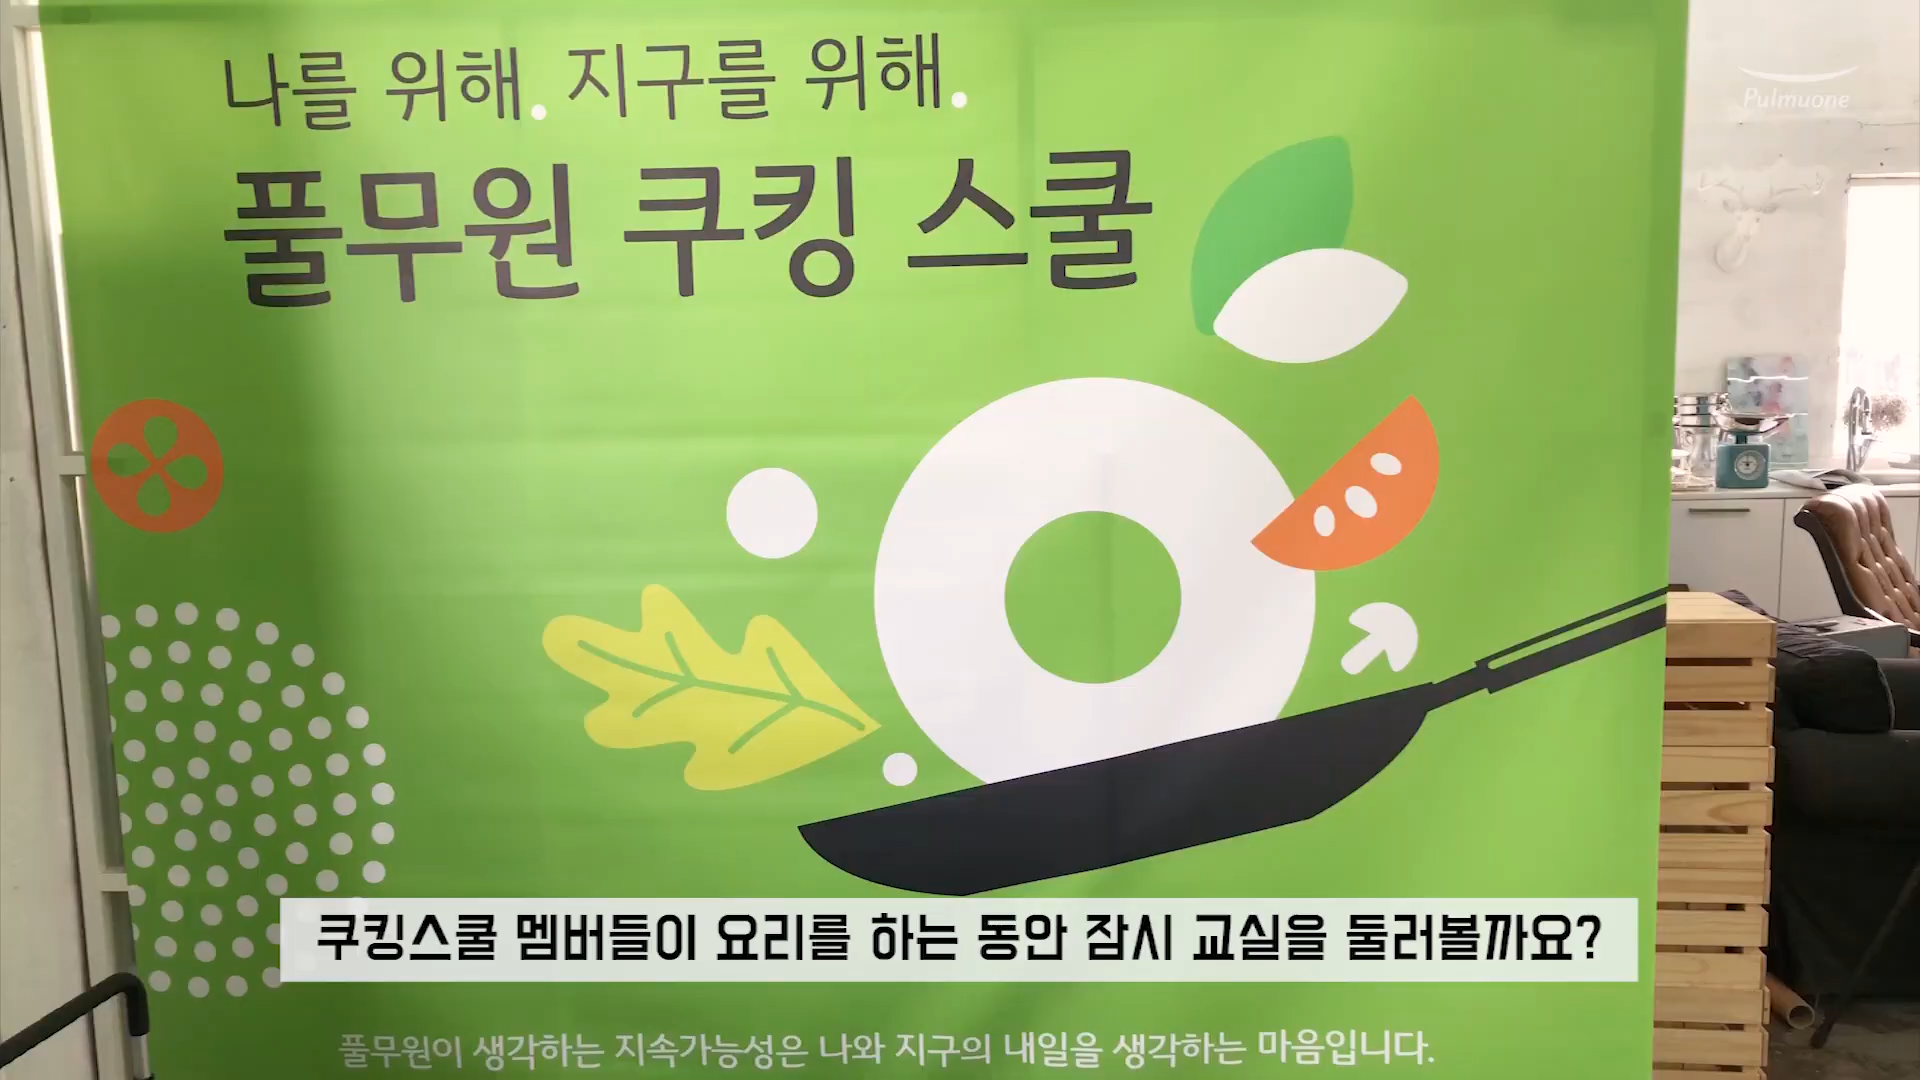 나를 위해. 지구를 위해.
Pulmuone
풀무원 쿠킹 스쿨
쿠킹스쿨 멤버들이 요리를 하는 동안 잠시 교실을 둘러볼까요?
풀무원이 생각하는 지속가능성은 나와 지구의 내일을 생각하는 마음입니다.